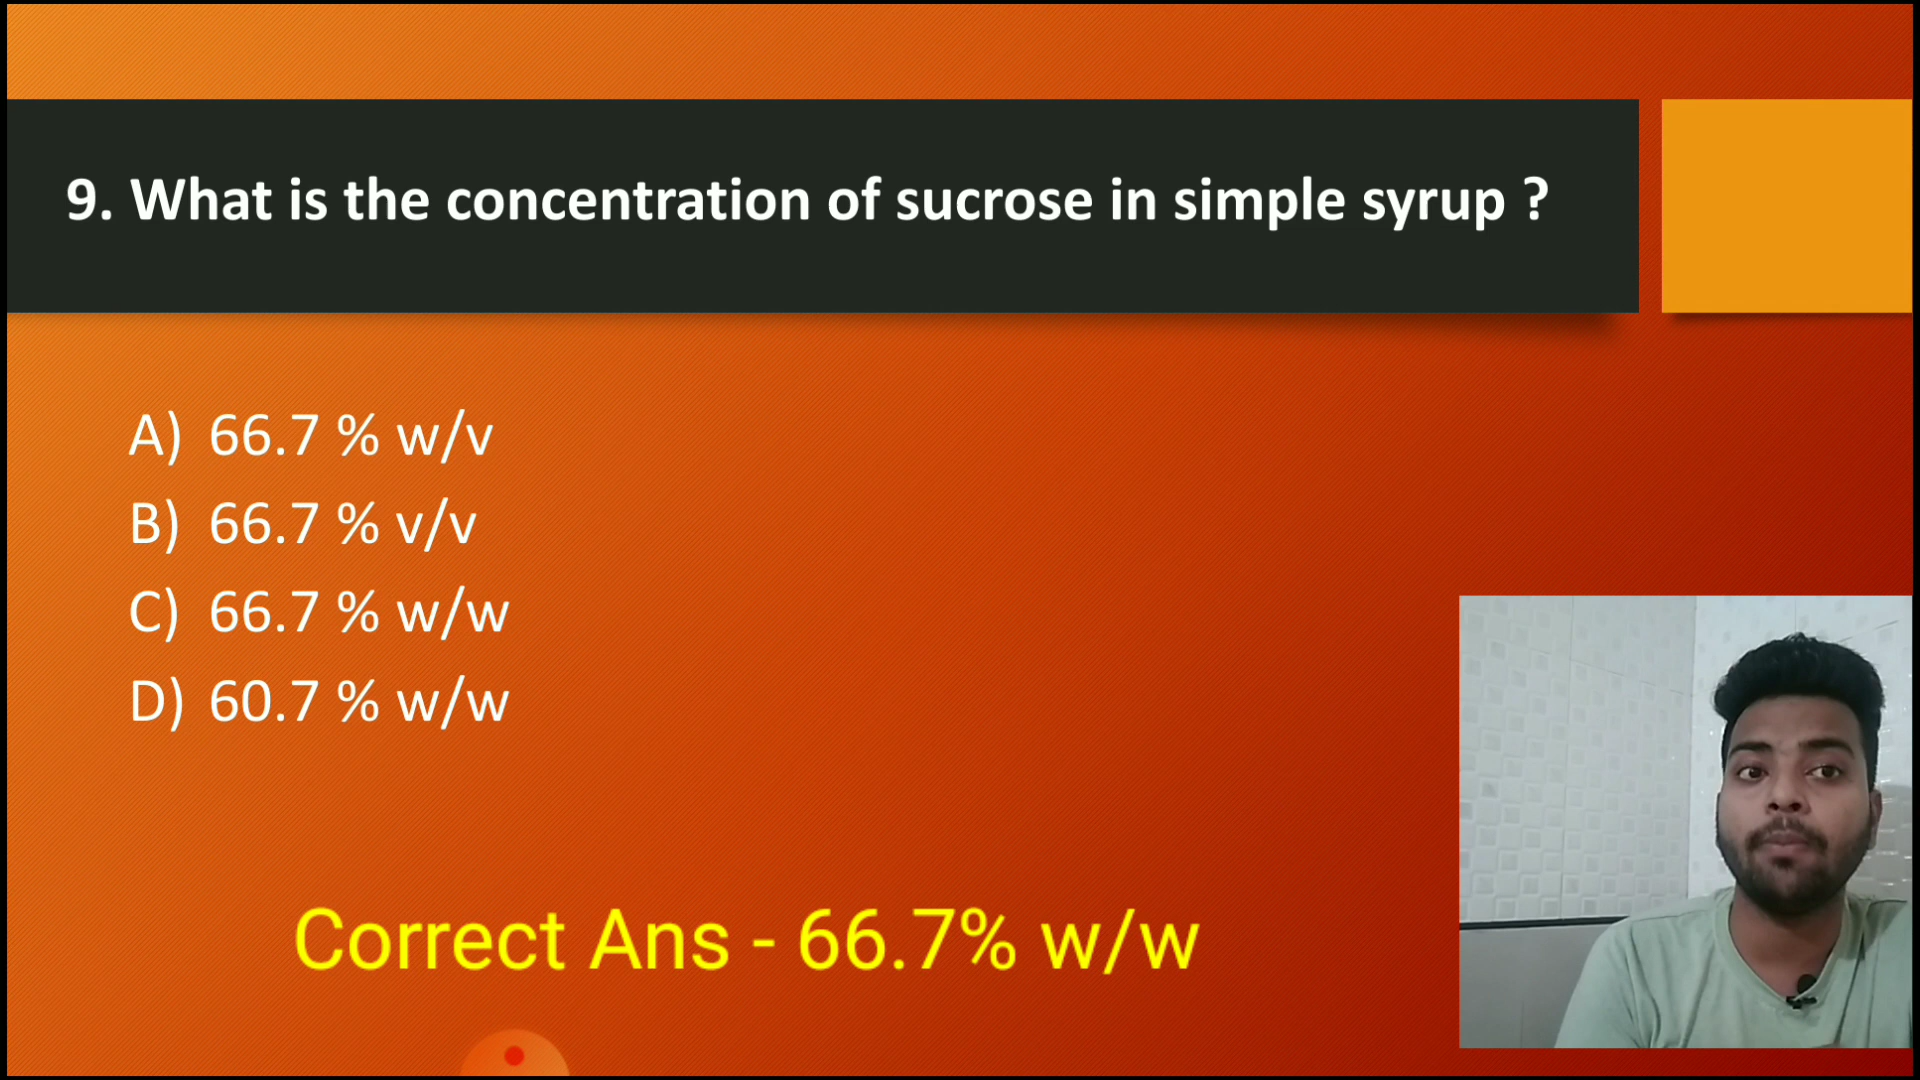 9. What is the concentration of sucrose in simple syrup ?
A) 66.7 % w/v
B) 66.7 % v/v
C) 66.7 % w/w
D) 60.7 % w/w
Correct Ans - 66.7% w/w